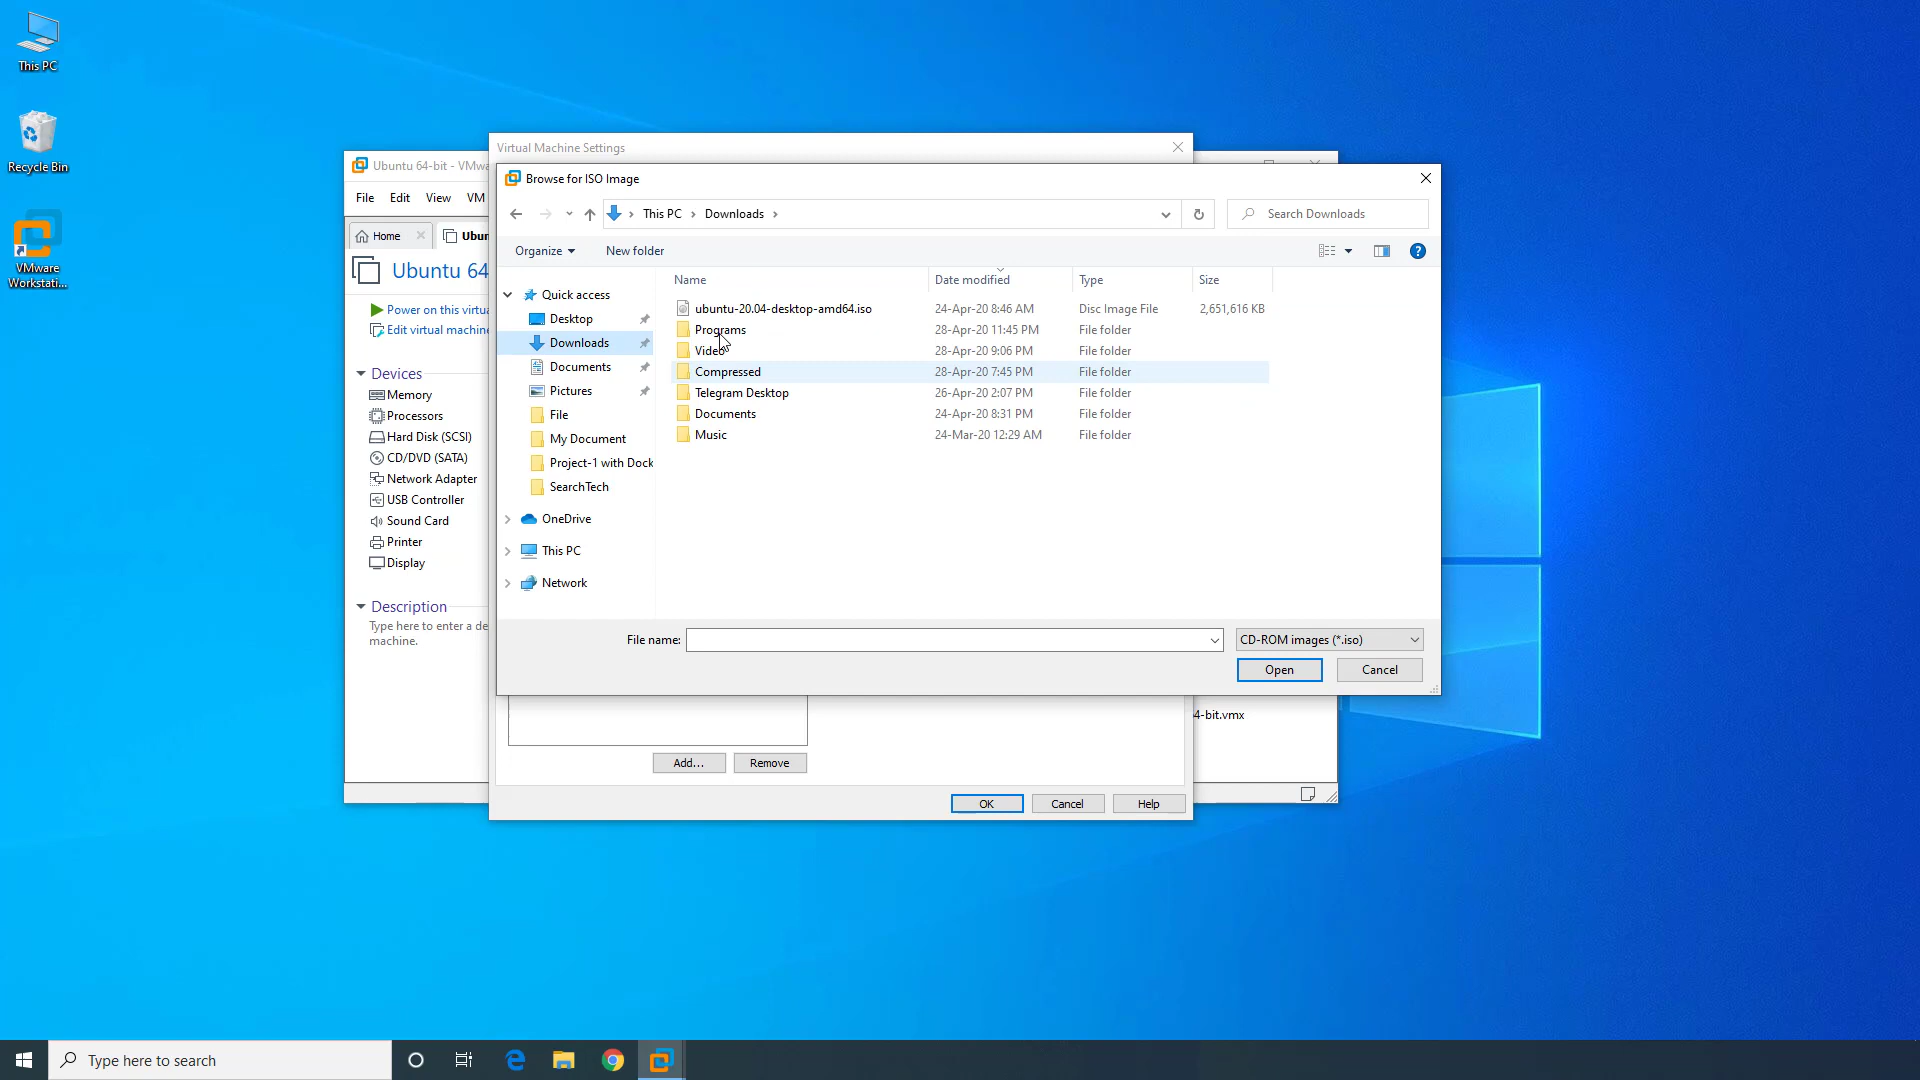 This PC
Recycle Bin
VMware
Workstati...
Ubuntu 64-bit - VMwa
File Edit View VM
Home
Ubun
Ubuntu 64
Power on this virtua
Edit virtual machine
Devices
Memory
Processors
Hard Disk (SCSI)
CD/DVD (SATA)
Network Adapter
USB Controller
Sound Card
Printer
Display
Description
Type here to enter a de
machine.
Virtual Machine Settings
Browse for ISO Image
This PC Downloads
Search Downloads
Organize New folder
Quick access
Desktop
Downloads
Documents
Pictures
File
My Document
Project-1 with Dock
SearchTech
OneDrive
This PC
Network
Name Date modified Type Size
ubuntu-20.04-desktop-amd64.iso 24-Apr-20 8:46 AM Disc Image File 2,651,616 KB
Programs 28-Apr-20 11:45 PM File folder
Video 28-Apr-20 9:06 PM File folder
Compressed 28-Apr-20 7:45 PM File folder
Telegram Desktop 26-Apr-20 2:07 PM File folder
Documents 24-Apr-20 8:31 PM File folder
Music 24-Mar-20 12:29 AM File folder
File name: CD-ROM images (*.iso)
Open Cancel
4-bit.vmx
Add... Remove
OK Cancel Help
Type here to search